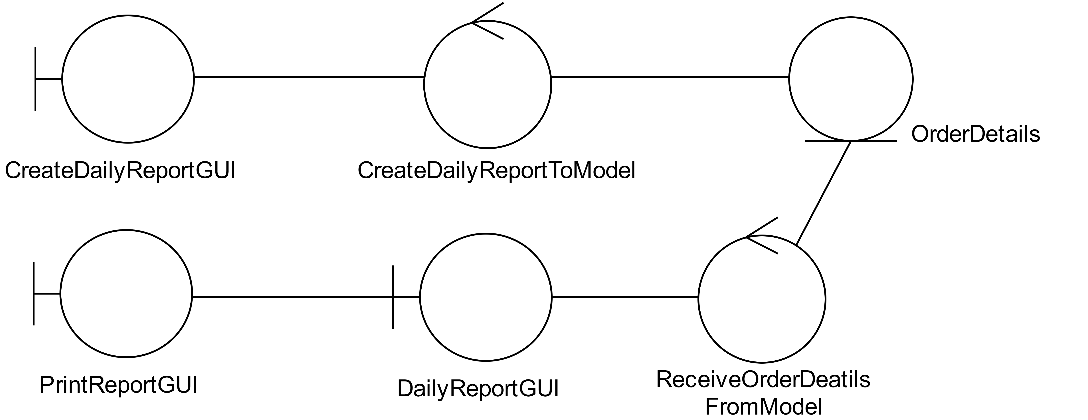 OrderDetails
CreateDailyReportGUI
CreateDailyReportToModel
PrintReportGUI
DailyReportGUI
ReceiveOrderDeatils
FromModel